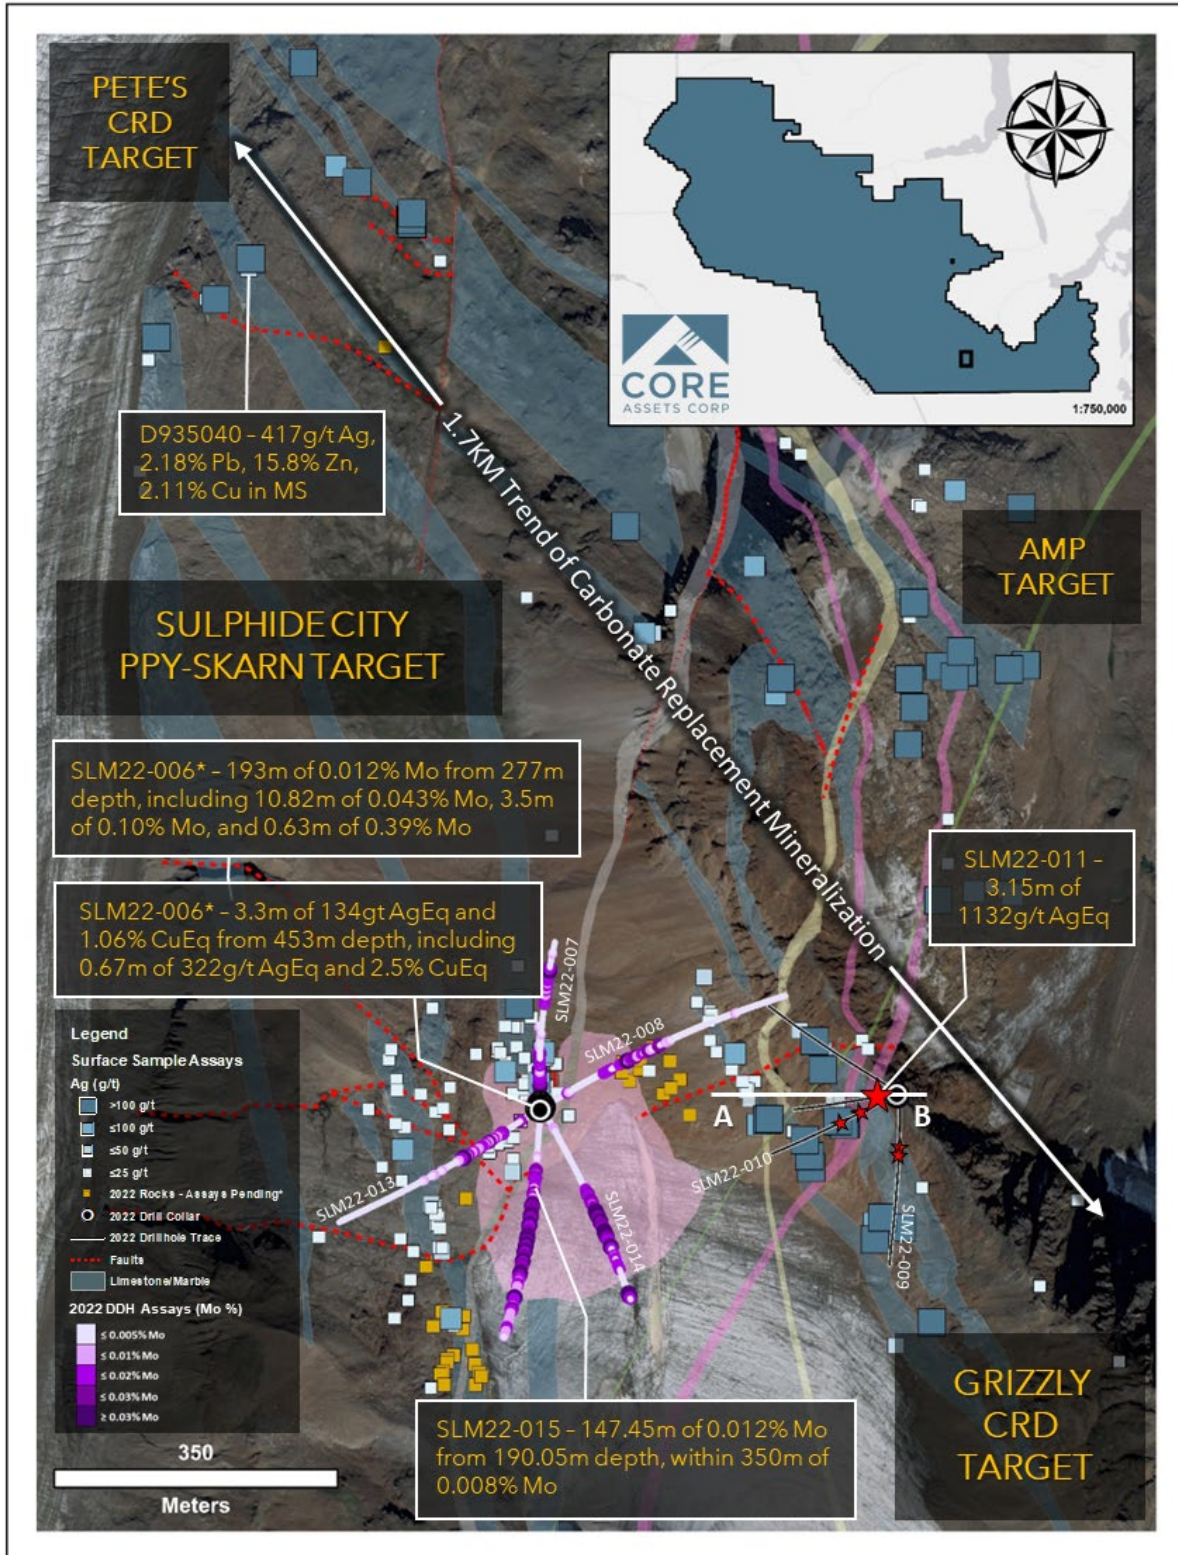 PETE'S
CRD
TARGET
CORE
ASSETS CORP
1:750,000
D935040 – 417g/t Ag,
2.18% Pb, 15.8% Zn,
2.11% Cu in MS
1.7KM Trend of Carbonate Replacement Mineralization
AMP
TARGET
SULPHIDE CITY
PPY-SKARN TARGET
SLM22-006* – 193m of 0.012% Mo from 277m
depth, including 10.82m of 0.043% Mo, 3.5m
of 0.10% Mo, and 0.63m of 0.39% Mo
SLM22-011 –
3.15m of
1132g/t AgEq
SLM22-006* – 3.3m of 134gt AgEq and
1.06% CuEq from 453m depth, including
0.67m of 322g/t AgEq and 2.5% CuEq
SLM22-007
SLM22-008
A
B
SLM22-010
SLM22-013
SLM22-014
SLM22-009
Legend
Surface Sample Assays
Ag (g/t)
>100 g/t
≤100 g/t
≤50 g/t
≤25 g/t
2022 Rocks - Assays Pending*
2022 Drill Collar
2022 Drillhole Trace
Faults
Limestone/Marble
2022 DDH Assays (Mo %)
≤ 0.005% Mo
≤ 0.01% Mo
≤ 0.02% Mo
≤ 0.03% Mo
≥ 0.03% Mo
350
Meters
SLM22-015 – 147.45m of 0.012% Mo
from 190.05m depth, within 350m of
0.008% Mo
GRIZZLY
CRD
TARGET